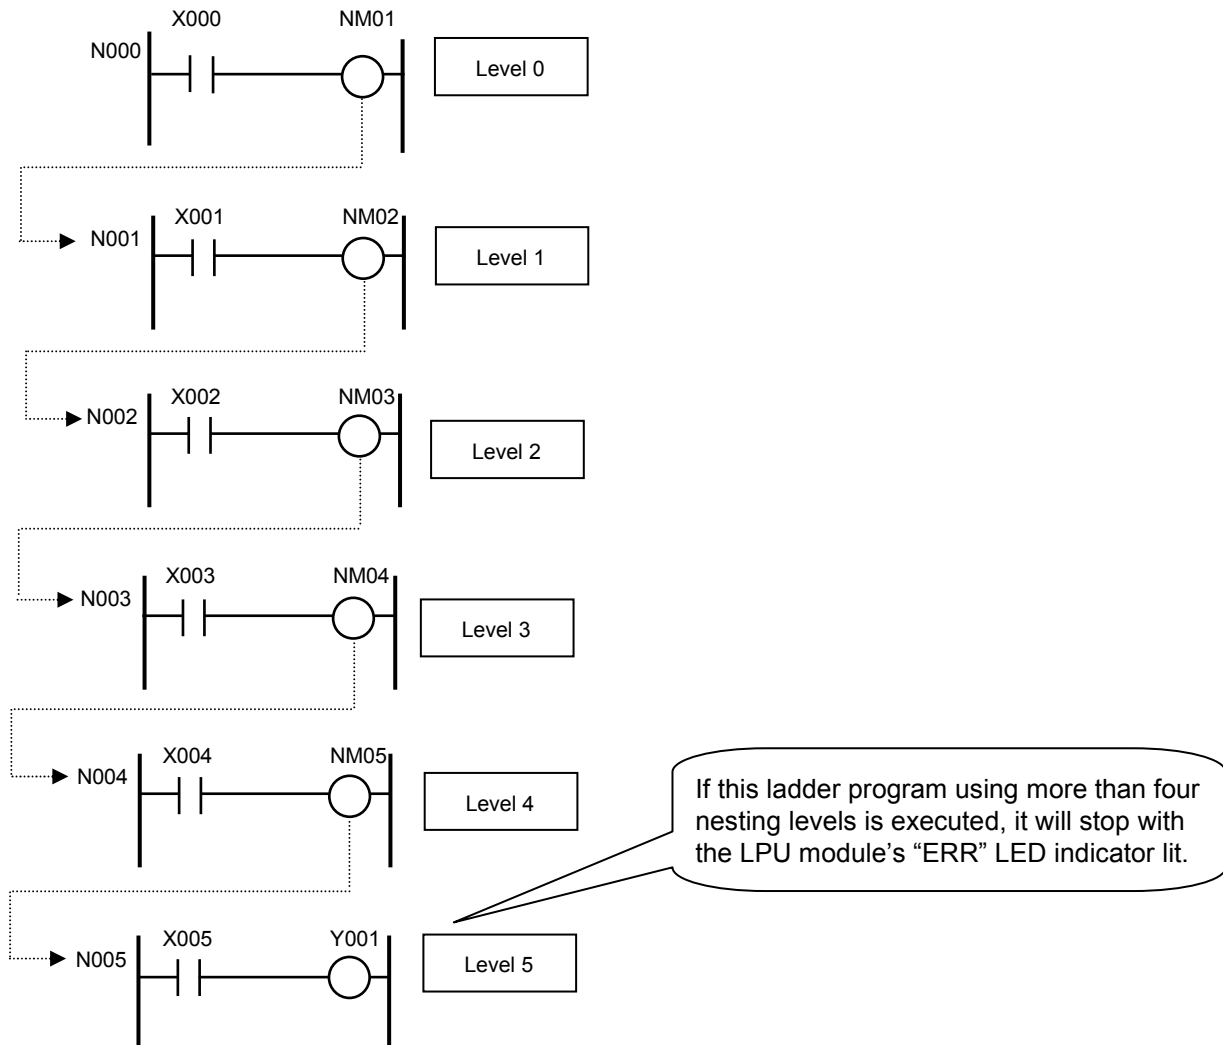 X000 NM01
N000
Level 0
X001 NM02
N001
Level 1
X002 NM03
N002
Level 2
X003 NM04
N003
Level 3
X004 NM05
N004
Level 4
If this ladder program using more than four
nesting levels is executed, it will stop with
the LPU module’s “ERR” LED indicator lit.
X005 Y001
N005
Level 5